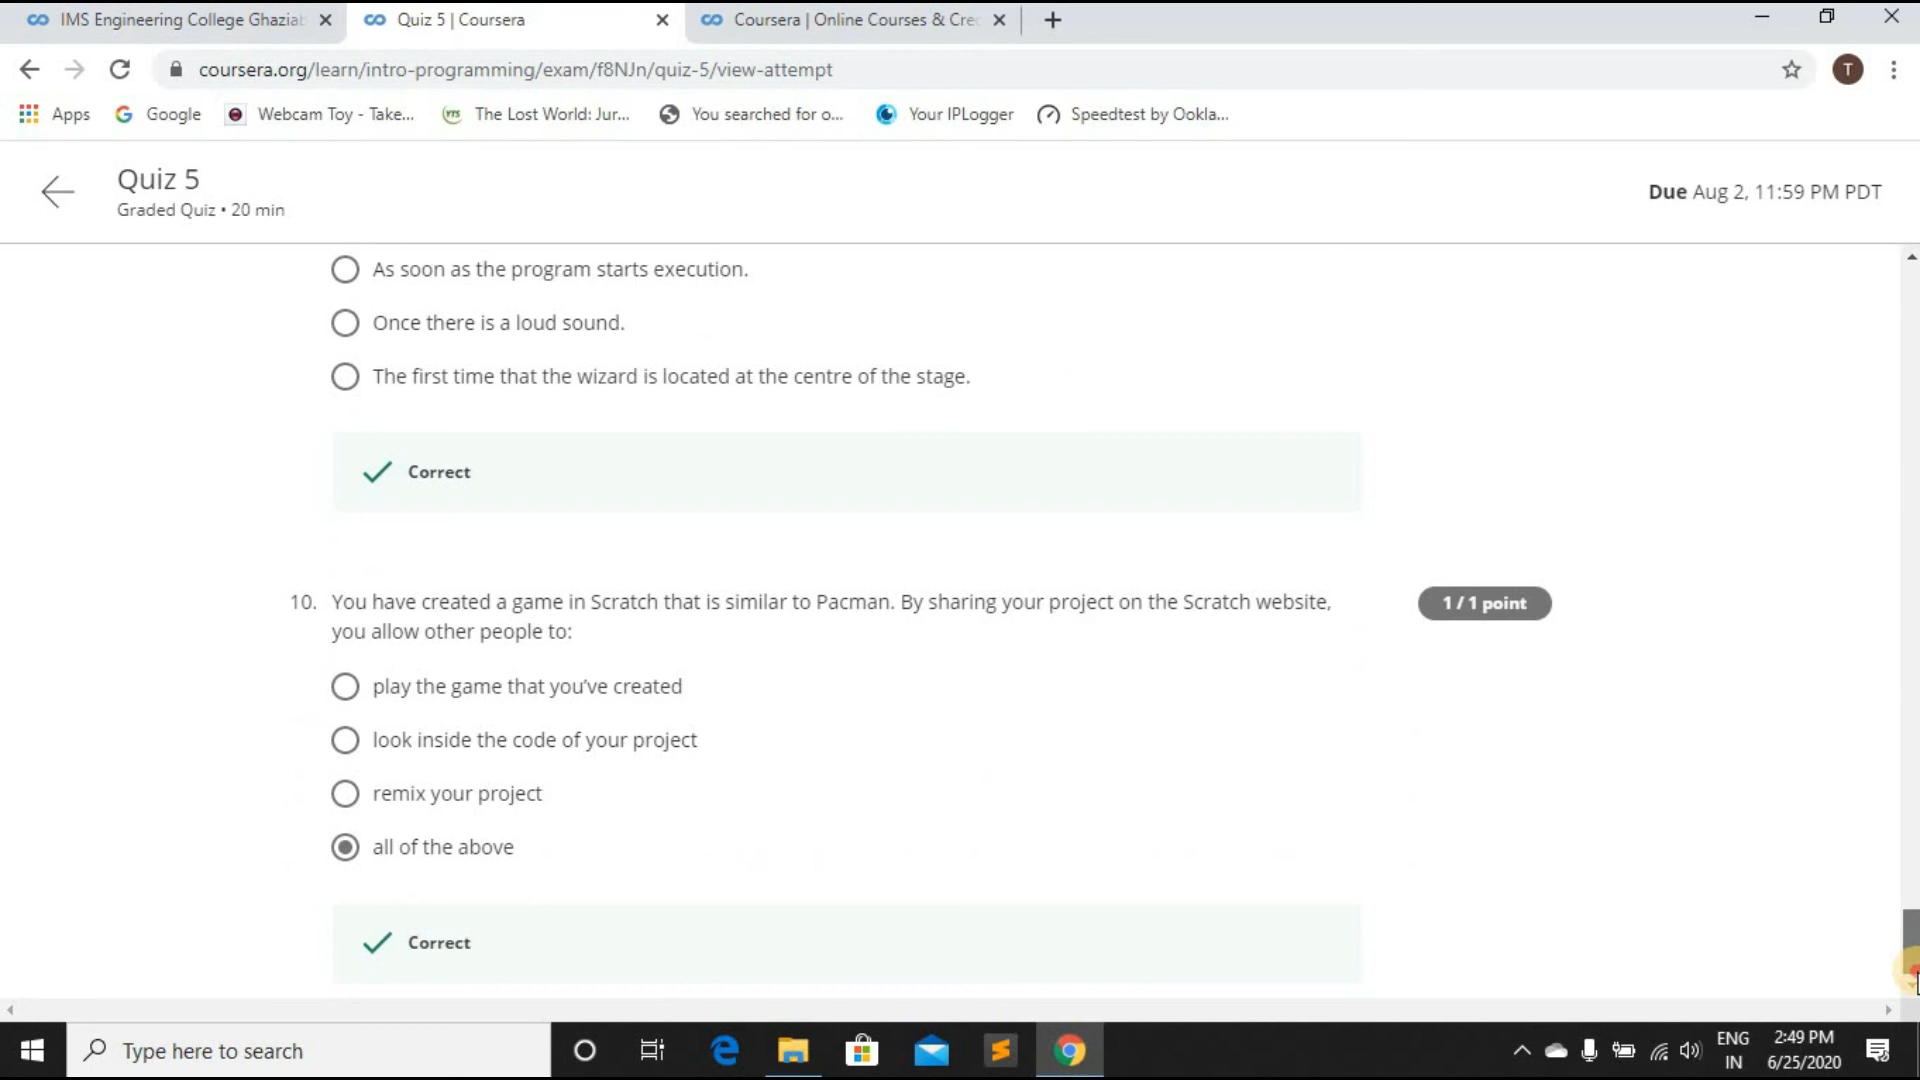 IMS Engineering College Ghaziab
Quiz 5 | Coursera
Coursera | Online Courses & Cre
coursera.org/learn/intro-programming/exam/f8NJn/quiz-5/view-attempt
T
Apps
Google
Webcam Toy - Take...
YTS
The Lost World: Jur...
You searched for o...
Your IPLogger
Speedtest by Ookla...
Quiz 5
Graded Quiz • 20 min
Due Aug 2, 11:59 PM PDT
As soon as the program starts execution.
Once there is a loud sound.
The first time that the wizard is located at the centre of the stage.
Correct
10. You have created a game in Scratch that is similar to Pacman. By sharing your project on the Scratch website,
you allow other people to:
1 / 1 point
play the game that you've created
look inside the code of your project
remix your project
all of the above
Correct
Type here to search
ENG
IN
2:49 PM
6/25/2020